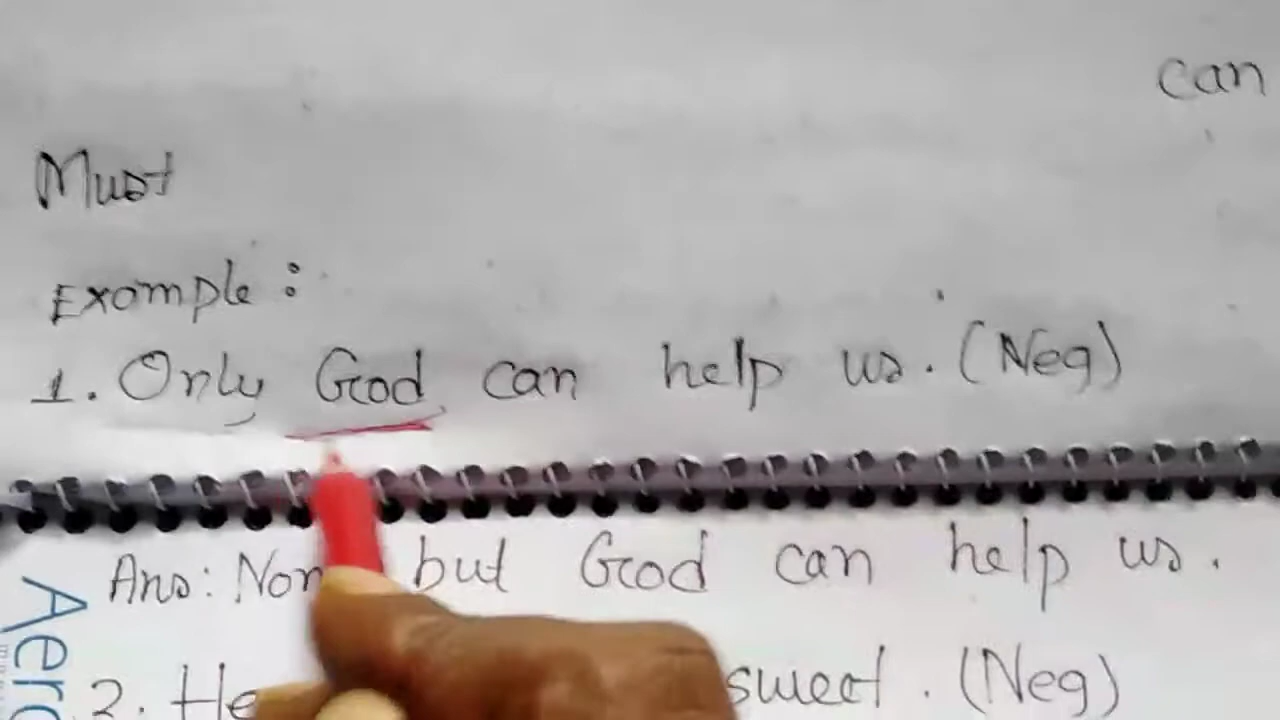 can
Must
Example:
1. Only God can help us. (Neg)
Ans: Non but God can help us.
2. He sweet. (Neg)
Aero